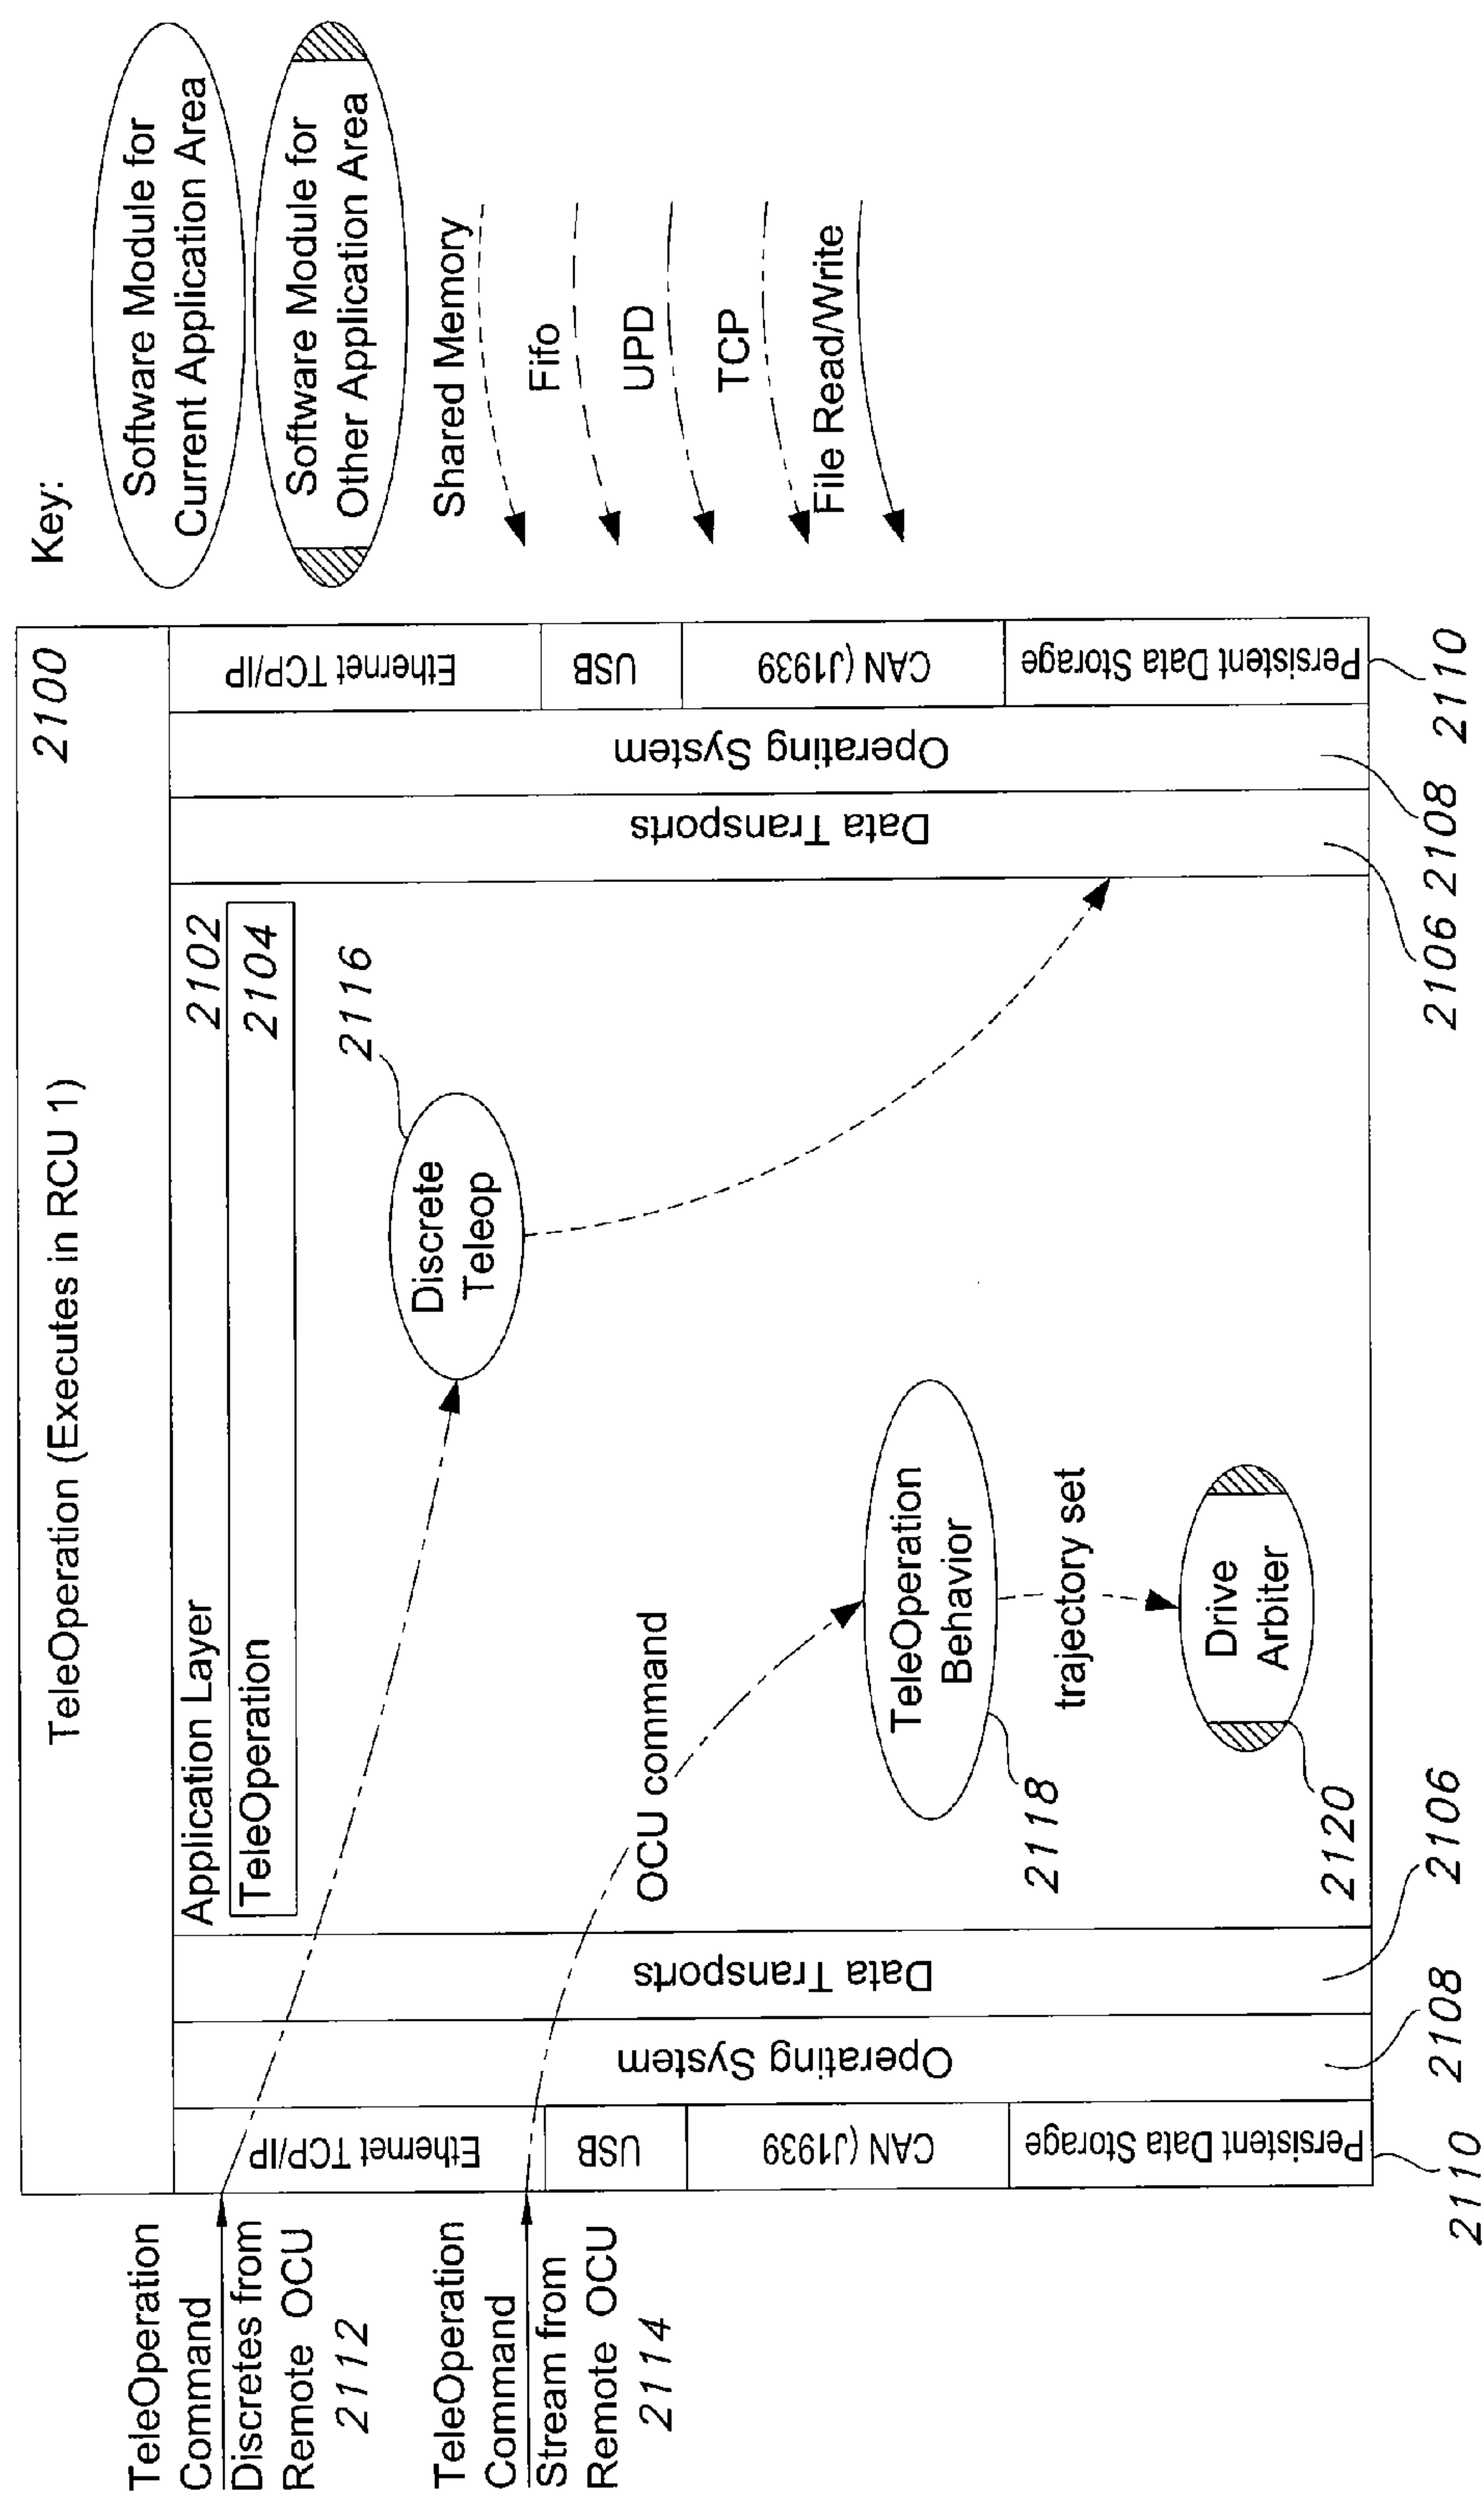 TeleOperation (Executes in RCU 1)
2100
Application Layer
2102
TeleOperation
2104
TeleOperation
Command
Discretes from
Remote OCU
2112
TeleOperation
Command
Stream from
Remote OCU
2114
Ethernet TCP/IP
USB
CAN (J1939
Persistent Data Storage
2110
Operating System
2108
Data Transports
2106
Discrete
Teleop
2116
OCU command
TeleOperation
Behavior
2118
trajectory set
Drive
Arbiter
2120
Data Transports
2106
Operating System
2108
Ethernet TCP/IP
USB
CAN (J1939
Persistent Data Storage
2110
Key:
Software Module for
Current Application Area
Software Module for
Other Application Area
Shared Memory
Fifo
UPD
TCP
File Read/Write